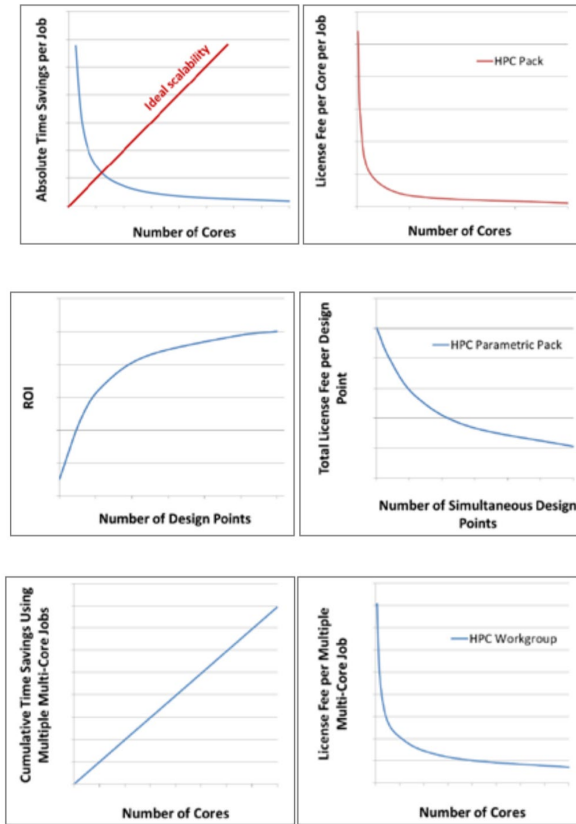 Absolute Time Savings per Job
Ideal scalability
Number of Cores
License Fee per Core per Job
HPC Pack
Number of Cores
ROI
Number of Design Points
Total License Fee per Design
Point
HPC Parametric Pack
Number of Simultaneous Design
Points
Cumulative Time Savings Using
Multiple Multi-Core Jobs
Number of Cores
License Fee per Multiple
Multi-Core Job
HPC Workgroup
Number of Cores